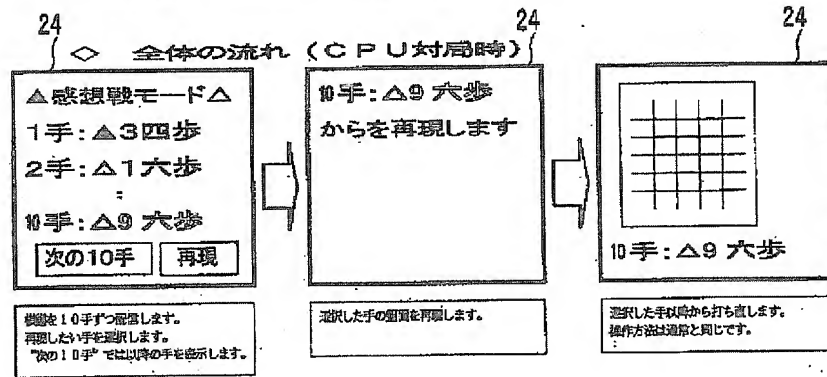 24
24
24
◇ 全体の流れ (CPU対局時)
▲感想戦モード△
1手:▲3四歩
2手:△1六歩
:
10手:△9六歩
次の10手 再現
棋譜を10手ずつ配信します。
再現したい手を選択します。
"次の10手"では以降の手を表示します。
10手:△9六歩
からを再現します
選択した手の盤面を再現します。
10手:△9六歩
選択した手以降から打ち直します。
操作方法は通常と同じです。